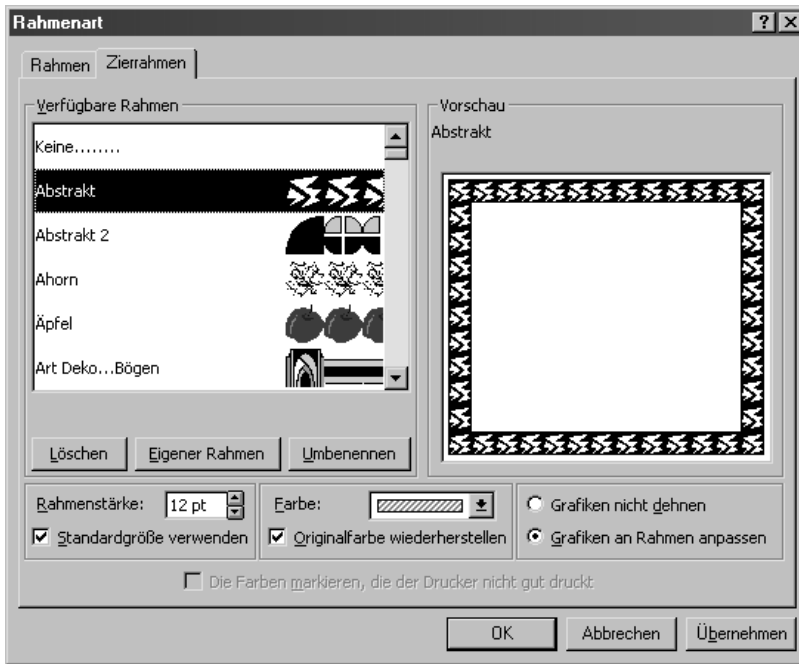 Rahmenart
Rahmen Zierrahmen
Verfügbare Rahmen
Keine........
Abstrakt
Abstrakt 2
Ahorn
Äpfel
Art Deko...Bögen
Löschen Eigener Rahmen Umbenennen
Vorschau
Abstrakt
Rahmenstärke: 12 pt
Standardgröße verwenden
Farbe:
Originalfarbe wiederherstellen
Grafiken nicht dehnen
Grafiken an Rahmen anpassen
Die Farben markieren, die der Drucker nicht gut druckt
OK Abbrechen Übernehmen